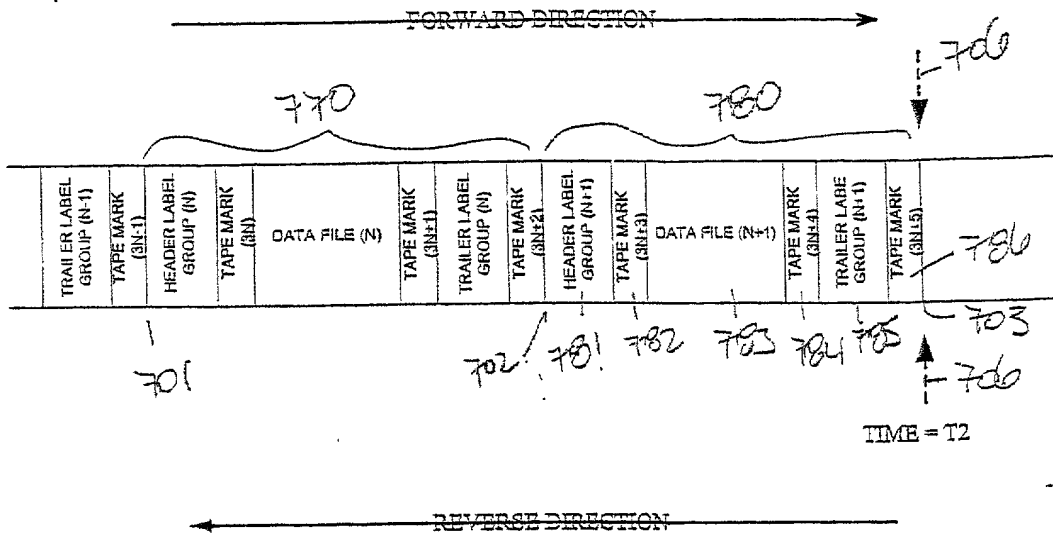 FORWARD DIRECTION
706
770
780
TRAILER LABEL
GROUP (N-1)
TAPE MARK
(3N-1)
HEADER LABEL
GROUP (N)
TAPE MARK
(3N)
DATA FILE (N)
TAPE MARK
(3N+1)
TRAILER LABEL
GROUP (N)
TAPE MARK
(3N+2)
HEADER LABEL
GROUP (N+1)
TAPE MARK
(3N+3)
DATA FILE (N+1)
TAPE MARK
(3N+4)
TRAILER LABE
GROUP (N+1)
TAPE MARK
(3N+5)
786
701
702
781
782
783
784
785
703
706
TIME = T2
REVERSE DIRECTION